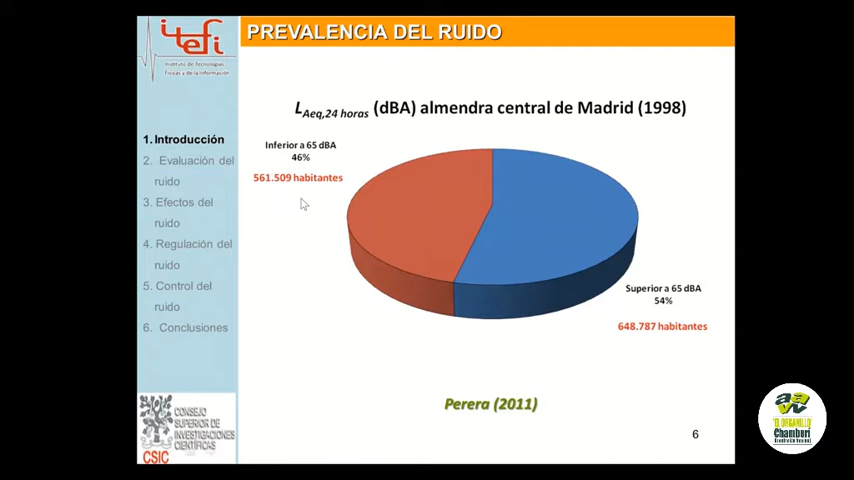 itefi
Instituto de Tecnologías
Físicas y de la Información
PREVALENCIA DEL RUIDO
1. Introducción
2. Evaluación del
ruido
3. Efectos del
ruido
4. Regulación del
ruido
5. Control del
ruido
6. Conclusiones
CONSEJO
SUPERIOR DE
INVESTIGACIONES
CIENTÍFICAS
CSIC
LAeq,24 horas (dBA) almendra central de Madrid (1998)
Inferior a 65 dBA
46%
561.509 habitantes
Superior a 65 dBA
54%
648.787 habitantes
Perera (2011)
6
aavv
"EL ORGANILLO"
Chamberí